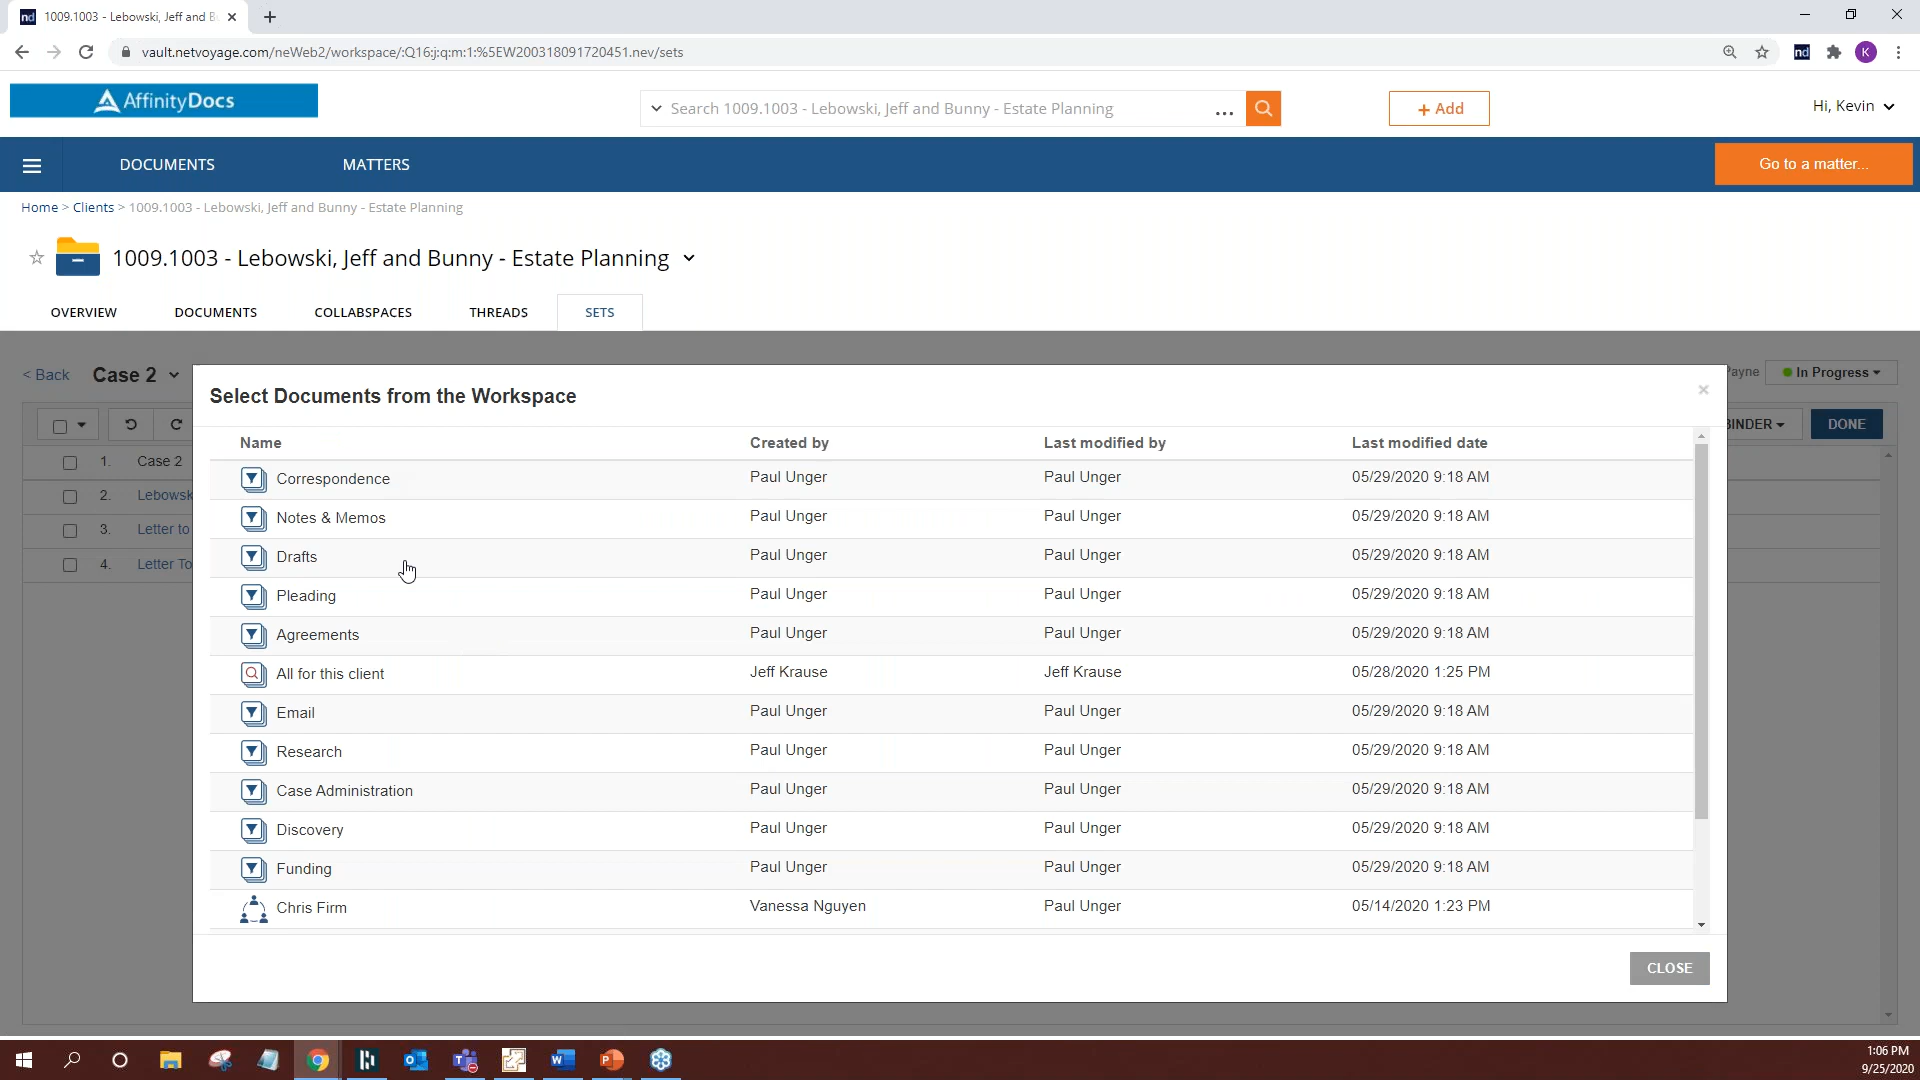 nd 1009.1003 - Lebowski, Jeff and B
vault.netvoyage.com/neWeb2/workspace/:Q16:j:q:m:1:%5EW200318091720451.nev/sets
nd
K
AffinityDocs
Search 1009.1003 - Lebowski, Jeff and Bunny - Estate Planning
...
+ Add
Hi, Kevin
DOCUMENTS
MATTERS
Go to a matter...
Home > Clients > 1009.1003 - Lebowski, Jeff and Bunny - Estate Planning
1009.1003 - Lebowski, Jeff and Bunny - Estate Planning
OVERVIEW
DOCUMENTS
COLLABSPACES
THREADS
SETS
< Back
Case 2
Payne
In Progress
BINDER
DONE
1. Case 2
2. Lebowsk
3. Letter to
4. Letter To
Select Documents from the Workspace
×
Name Created by Last modified by Last modified date
Correspondence Paul Unger Paul Unger 05/29/2020 9:18 AM
Notes & Memos Paul Unger Paul Unger 05/29/2020 9:18 AM
Drafts Paul Unger Paul Unger 05/29/2020 9:18 AM
Pleading Paul Unger Paul Unger 05/29/2020 9:18 AM
Agreements Paul Unger Paul Unger 05/29/2020 9:18 AM
All for this client Jeff Krause Jeff Krause 05/28/2020 1:25 PM
Email Paul Unger Paul Unger 05/29/2020 9:18 AM
Research Paul Unger Paul Unger 05/29/2020 9:18 AM
Case Administration Paul Unger Paul Unger 05/29/2020 9:18 AM
Discovery Paul Unger Paul Unger 05/29/2020 9:18 AM
Funding Paul Unger Paul Unger 05/29/2020 9:18 AM
Chris Firm Vanessa Nguyen Paul Unger 05/14/2020 1:23 PM
CLOSE
1:06 PM
9/25/2020